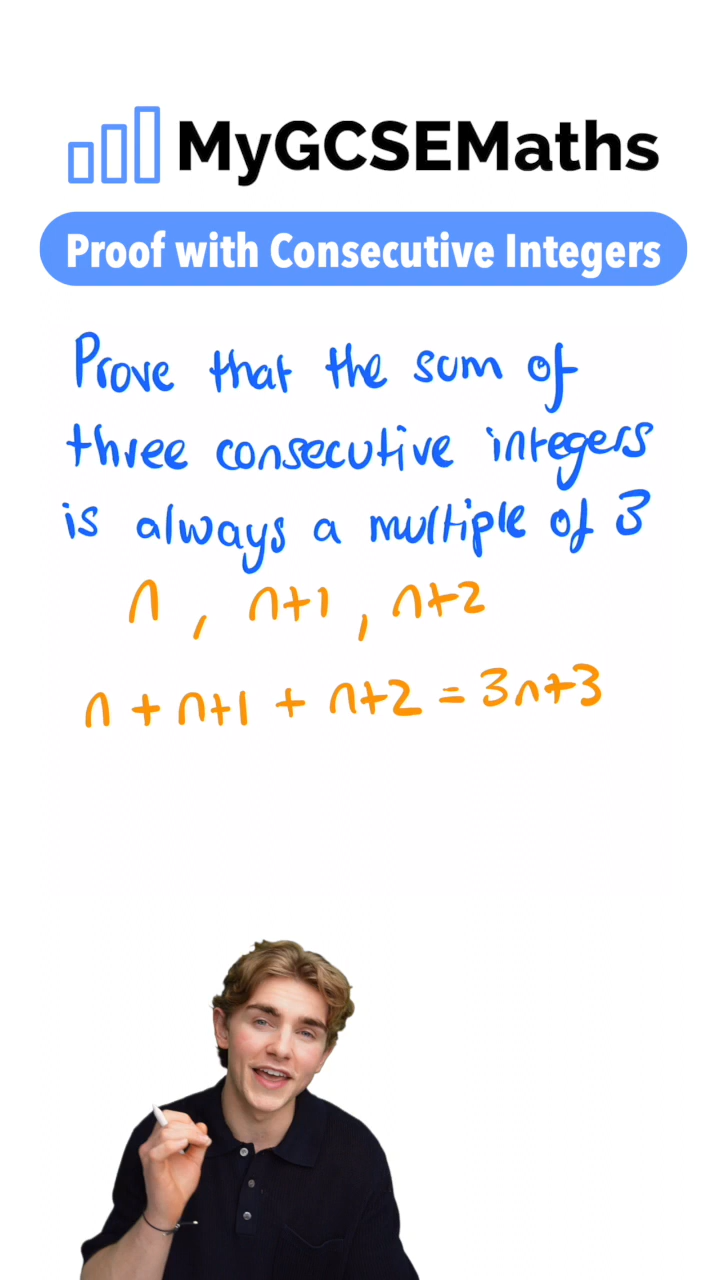 MyGCSEMaths
Proof with Consecutive Integers
Prove that the sum of
three consecutive integers
is always a multiple of 3
n , n+1 , n+2
n + n+1 + n+2 = 3n+3